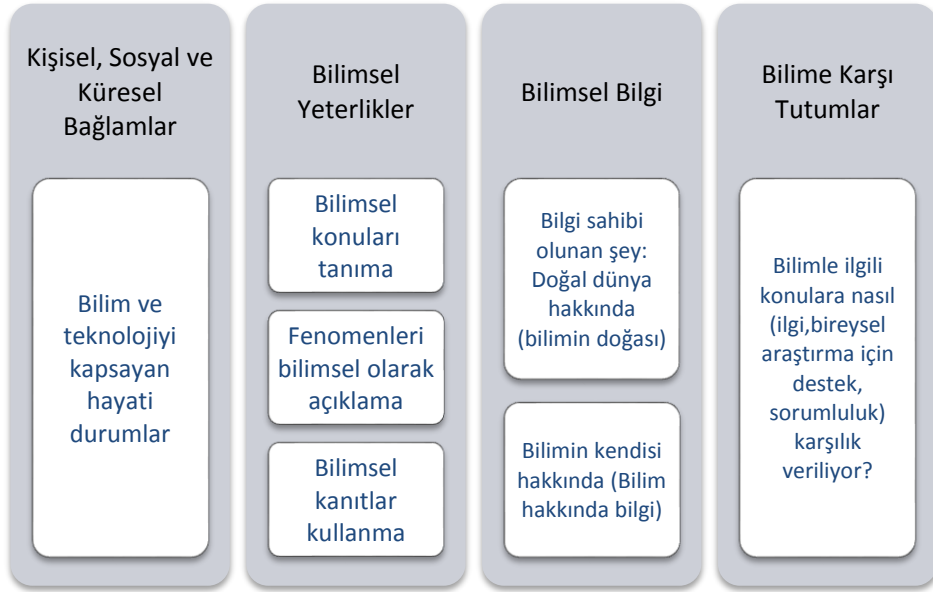 Kişisel, Sosyal ve
Küresel
Bağlamlar
Bilim ve
teknolojiyi
kapsayan
hayati
durumlar
Bilimsel
Yeterlikler
Bilimsel
konuları
tanıma
Fenomenleri
bilimsel olarak
açıklama
Bilimsel
kanıtlar
kullanma
Bilimsel Bilgi
Bilgi sahibi
olunan şey:
Doğal dünya
hakkında
(bilimin doğası)
Bilimin kendisi
hakkında (Bilim
hakkında bilgi)
Bilime Karşı
Tutumlar
Bilimle ilgili
konulara nasıl
(ilgi,bireysel
araştırma için
destek,
sorumluluk)
karşılık
veriliyor?